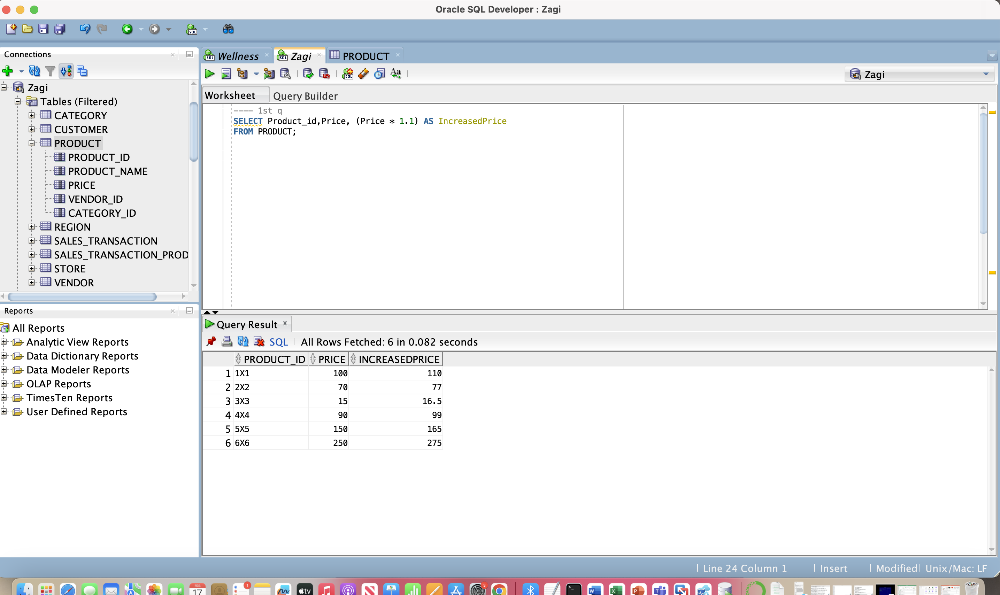 Oracle SQL Developer : Zagi
Connections
Zagi
Tables (Filtered)
CATEGORY
CUSTOMER
PRODUCT
PRODUCT_ID
PRODUCT_NAME
PRICE
VENDOR_ID
CATEGORY_ID
REGION
SALES_TRANSACTION
SALES_TRANSACTION_PROD
STORE
VENDOR
Reports
All Reports
Analytic View Reports
Data Dictionary Reports
Data Modeler Reports
OLAP Reports
TimesTen Reports
User Defined Reports
Wellness Zagi PRODUCT
Zagi
Worksheet Query Builder
---- 1st q
SELECT Product_id,Price, (Price * 1.1) AS IncreasedPrice
FROM PRODUCT;
Query Result
SQL All Rows Fetched: 6 in 0.082 seconds
PRODUCT_ID PRICE INCREASEDPRICE
1 1X1 100 110
2 2X2 70 77
3 3X3 15 16.5
4 4X4 90 99
5 5X5 150 165
6 6X6 250 275
Line 24 Column 1 Insert Modified Unix/Mac: LF
FEB
17
1
tv
3